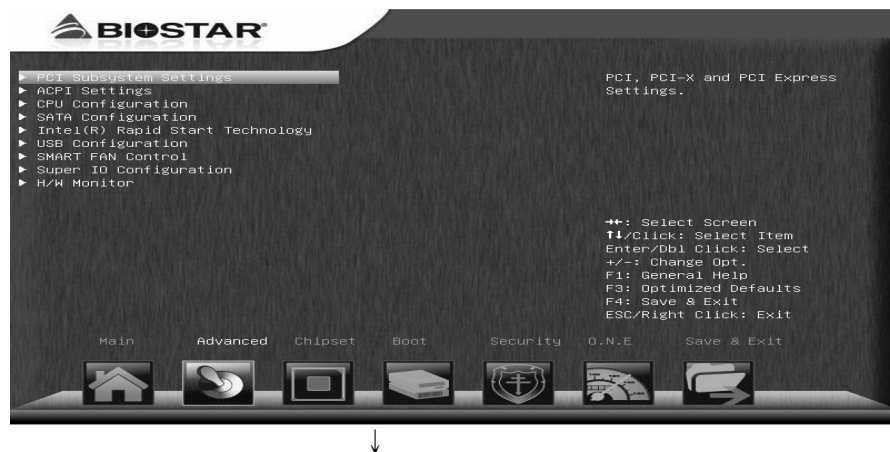 BIOSTAR®
► PCI Subsystem Settings
► ACPI Settings
► CPU Configuration
► SATA Configuration
► Intel(R) Rapid Start Technology
► USB Configuration
► SMART FAN Control
► Super IO Configuration
► H/W Monitor
PCI, PCI-X and PCI Express
Settings.
→←: Select Screen
↑↓/Click: Select Item
Enter/Dbl Click: Select
+/-: Change Opt.
F1: General Help
F3: Optimized Defaults
F4: Save & Exit
ESC/Right Click: Exit
Main Advanced Chipset Boot Security O.N.E Save & Exit